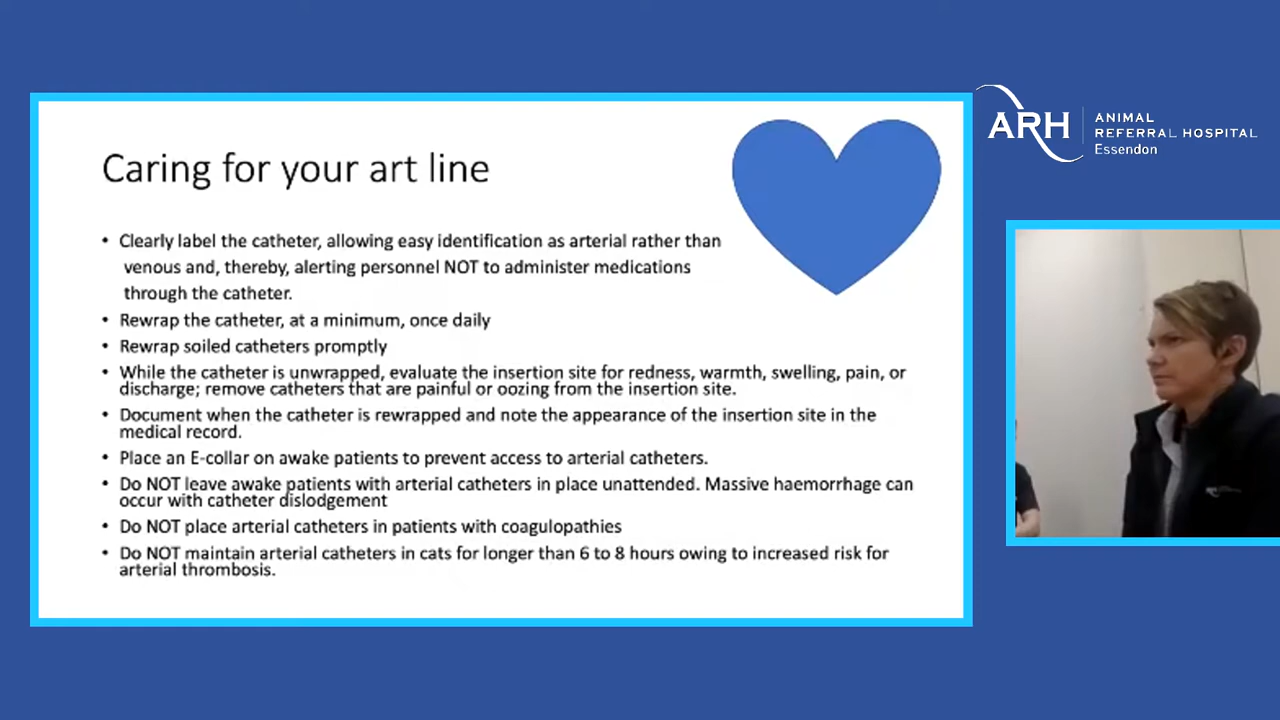 Caring for your art line
• Clearly label the catheter, allowing easy identification as arterial rather than
venous and, thereby, alerting personnel NOT to administer medications
through the catheter.
• Rewrap the catheter, at a minimum, once daily
• Rewrap soiled catheters promptly
• While the catheter is unwrapped, evaluate the insertion site for redness, warmth, swelling, pain, or
discharge; remove catheters that are painful or oozing from the insertion site.
• Document when the catheter is rewrapped and note the appearance of the insertion site in the
medical record.
• Place an E-collar on awake patients to prevent access to arterial catheters.
• Do NOT leave awake patients with arterial catheters in place unattended. Massive haemorrhage can
occur with catheter dislodgement
• Do NOT place arterial catheters in patients with coagulopathies
• Do NOT maintain arterial catheters in cats for longer than 6 to 8 hours owing to increased risk for
arterial thrombosis.
ARH
ANIMAL
REFERRAL HOSPITAL
Essendon